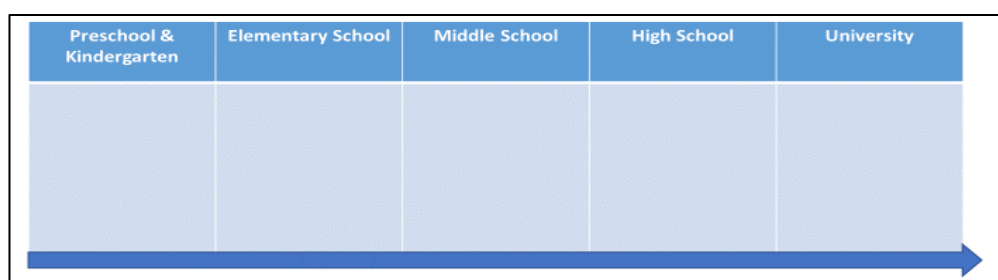 Preschool &
Kindergarten
Elementary School
Middle School
High School
University